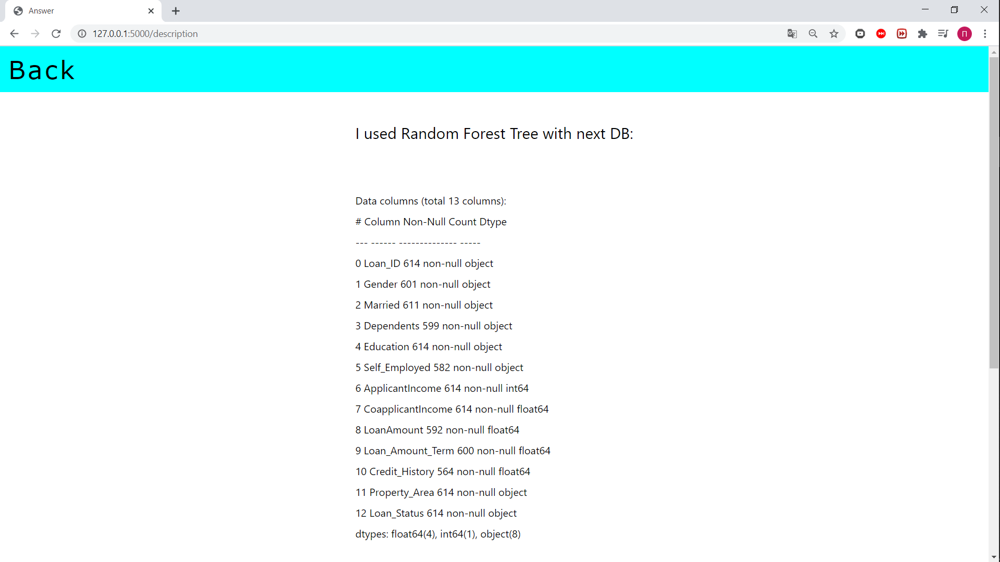 Answer
127.0.0.1:5000/description
П
Back
I used Random Forest Tree with next DB:
Data columns (total 13 columns):
# Column Non-Null Count Dtype
--- ------ -------------- -----
0 Loan_ID 614 non-null object
1 Gender 601 non-null object
2 Married 611 non-null object
3 Dependents 599 non-null object
4 Education 614 non-null object
5 Self_Employed 582 non-null object
6 ApplicantIncome 614 non-null int64
7 CoapplicantIncome 614 non-null float64
8 LoanAmount 592 non-null float64
9 Loan_Amount_Term 600 non-null float64
10 Credit_History 564 non-null float64
11 Property_Area 614 non-null object
12 Loan_Status 614 non-null object
dtypes: float64(4), int64(1), object(8)